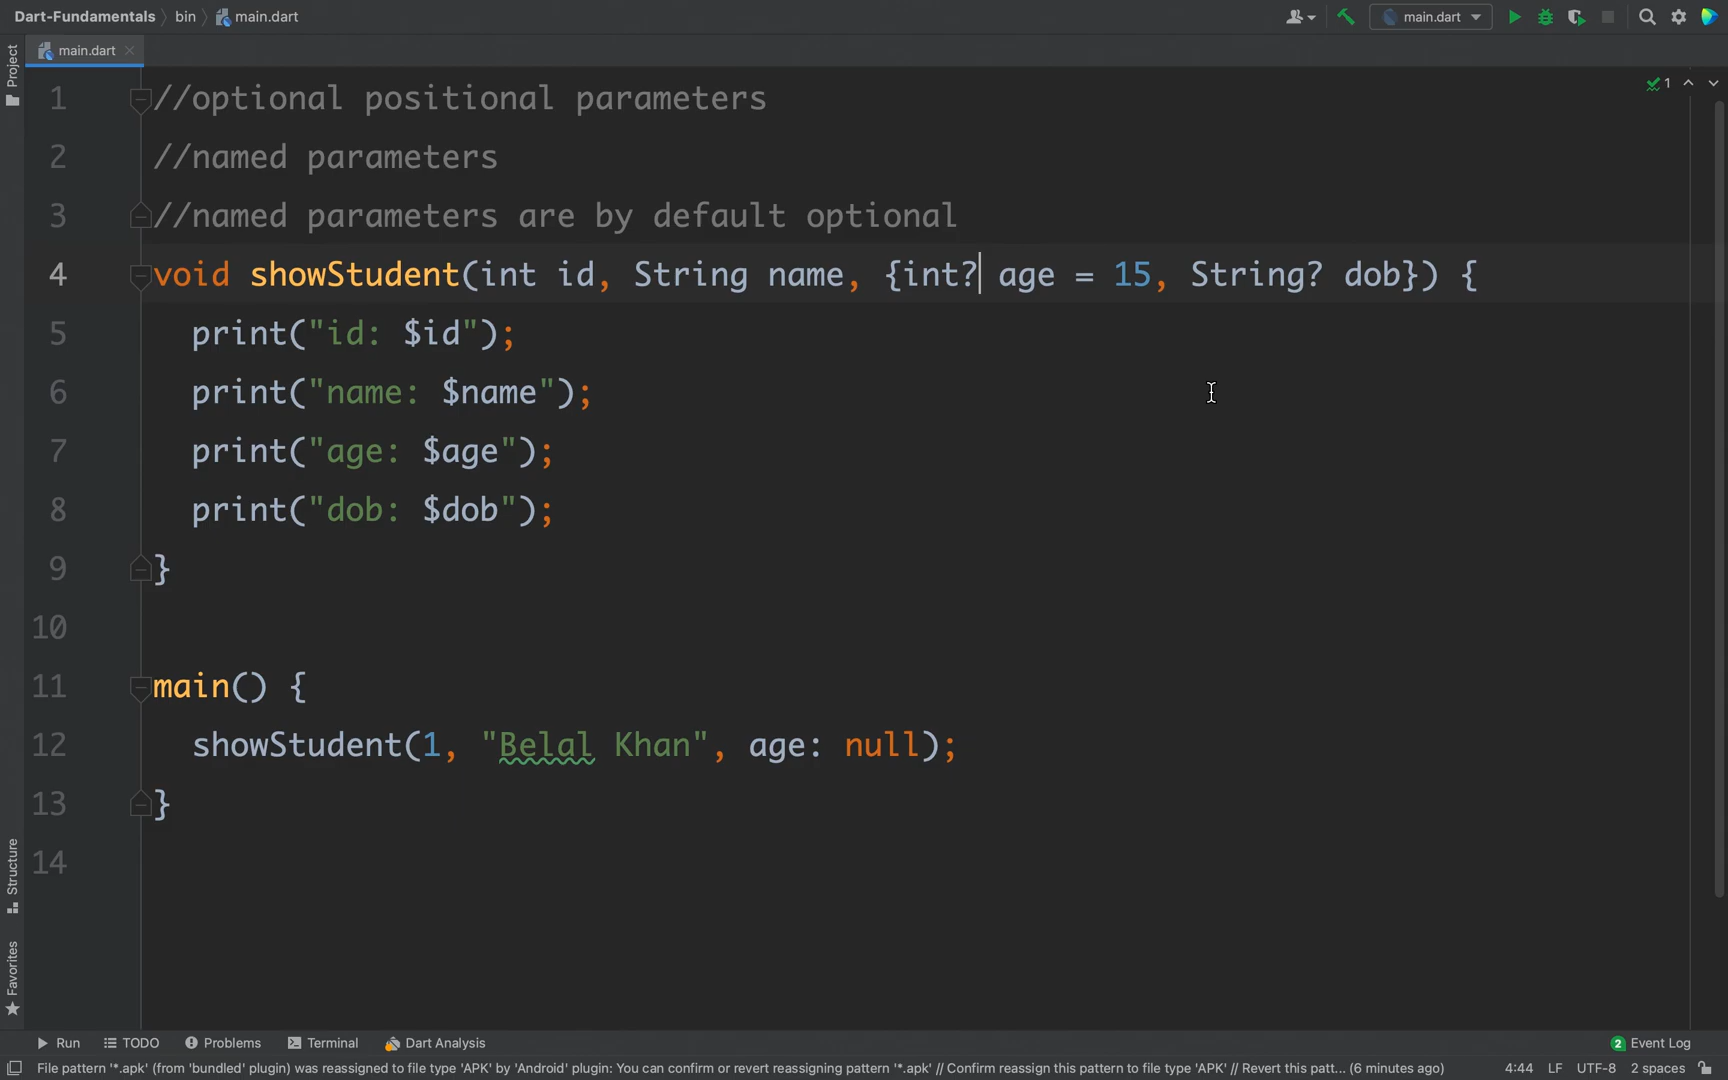 Dart-Fundamentals bin main.dart
main.dart
Project
main.dart
1
1 //optional positional parameters
2 //named parameters
3 //named parameters are by default optional
4 void showStudent(int id, String name, {int? age = 15, String? dob}) {
5 print("id: $id");
6 print("name: $name");
7 print("age: $age");
8 print("dob: $dob");
9 }
10
11 main() {
12 showStudent(1, "Belal Khan", age: null);
13 }
14
Structure
Favorites
Run TODO Problems Terminal Dart Analysis 2 Event Log
File pattern '*.apk' (from 'bundled' plugin) was reassigned to file type 'APK' by 'Android' plugin: You can confirm or revert reassigning pattern '*.apk' // Confirm reassign this pattern to file type 'APK' // Revert this patt... (6 minutes ago) 4:44 LF UTF-8 2 spaces